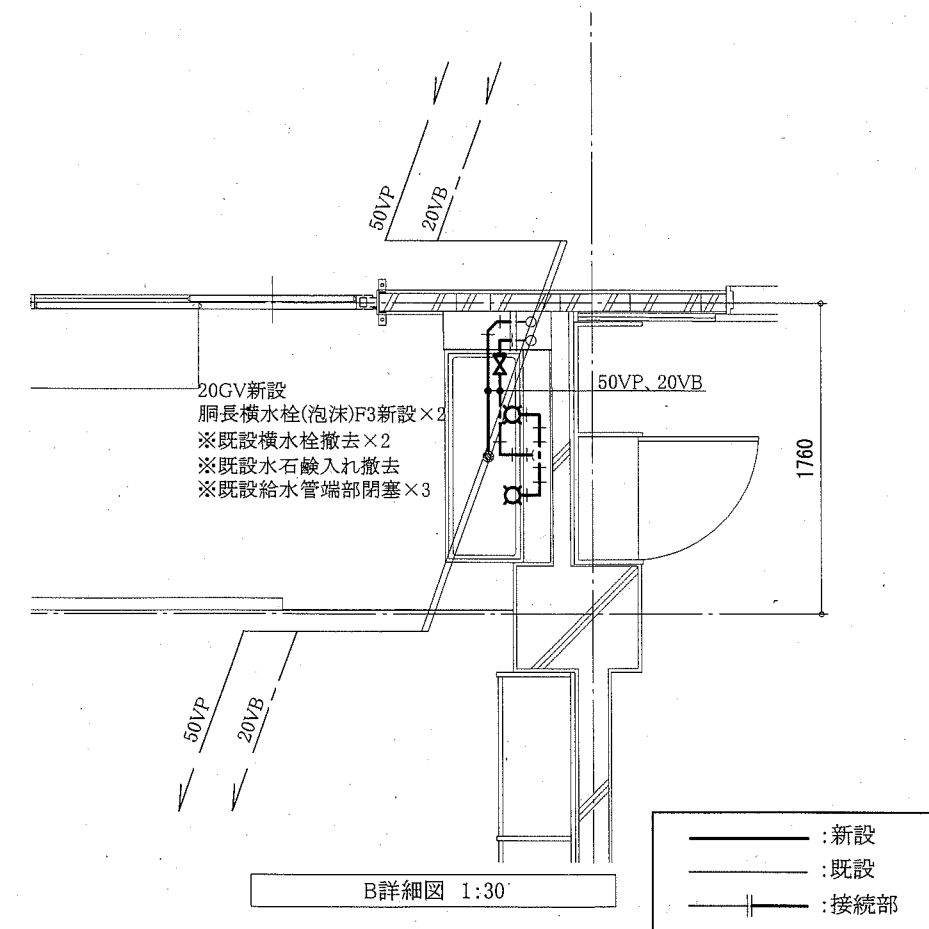 50VP
20VB
20GV新設
胴長横水栓(泡沫)F3新設×2
※既設横水栓撤去×2
※既設水石鹸入れ撤去
※既設給水管端部閉塞×3
50VP、20VB
1760
50VP
20VB
B詳細図 1:30
:新設
:既設
:接続部